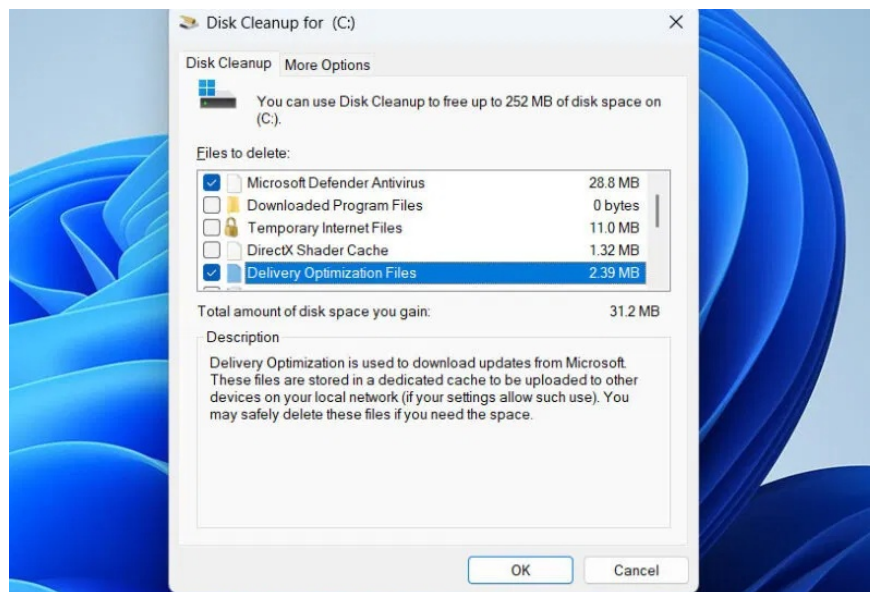 Disk Cleanup for (C:)
Disk Cleanup
More Options
You can use Disk Cleanup to free up to 252 MB of disk space on
(C:).
Files to delete:
Microsoft Defender Antivirus 28.8 MB
Downloaded Program Files 0 bytes
Temporary Internet Files 11.0 MB
DirectX Shader Cache 1.32 MB
Delivery Optimization Files 2.39 MB
Total amount of disk space you gain: 31.2 MB
Description
Delivery Optimization is used to download updates from Microsoft.
These files are stored in a dedicated cache to be uploaded to other
devices on your local network (if your settings allow such use). You
may safely delete these files if you need the space.
OK
Cancel